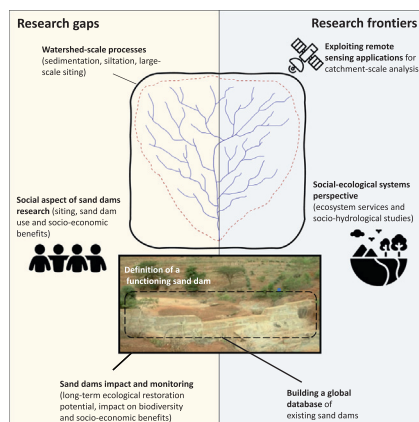 Research gaps
Research frontiers
Watershed-scale processes
(sedimentation, siltation, large-
scale siting)
Exploiting remote
sensing applications for
catchment-scale analysis
Social aspect of sand dams
research (siting, sand dam
use and socio-economic
benefits)
Social-ecological systems
perspective
(ecosystem services and
socio-hydrological studies)
Definition of a
functioning sand dam
Sand dams impact and monitoring
(long-term ecological restoration
potential, impact on biodiversity
and socio-economic benefits)
Building a global
database of
existing sand dams